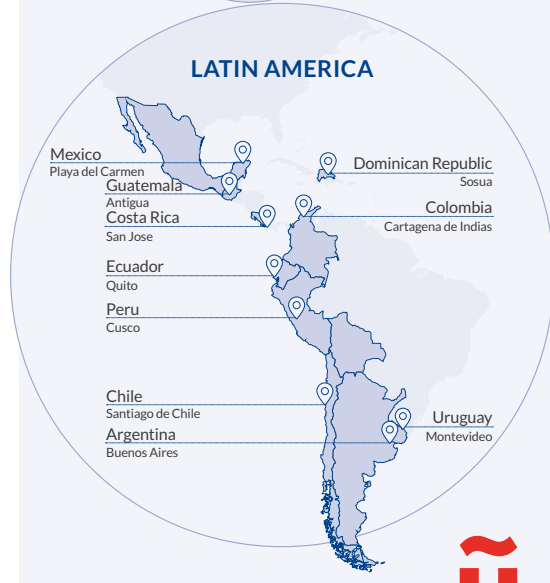 LATIN AMERICA
Mexico
Playa del Carmen
Guatemala
Antigua
Costa Rica
San Jose
Ecuador
Quito
Peru
Cusco
Chile
Santiago de Chile
Argentina
Buenos Aires
Dominican Republic
Sosua
Colombia
Cartagena de Indias
Uruguay
Montevideo